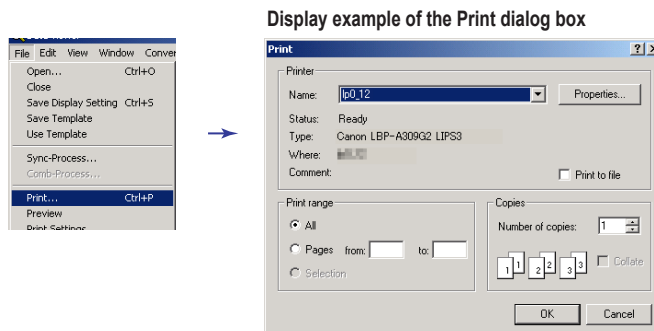 Display example of the Print dialog box
File Edit View Window Conver
Open... Ctrl+O
Close
Save Display Setting Ctrl+S
Save Template
Use Template
Sync-Process...
Comb-Process...
Print... Ctrl+P
Preview
Print Settings
Print
Printer
Name: lp0_12 Properties...
Status: Ready
Type: Canon LBP-A309G2 LIPS3
Where:
Comment: Print to file
Print range
All
Pages from: to:
Selection
Copies
Number of copies: 1
1 1 2 2 3 3 Collate
OK Cancel